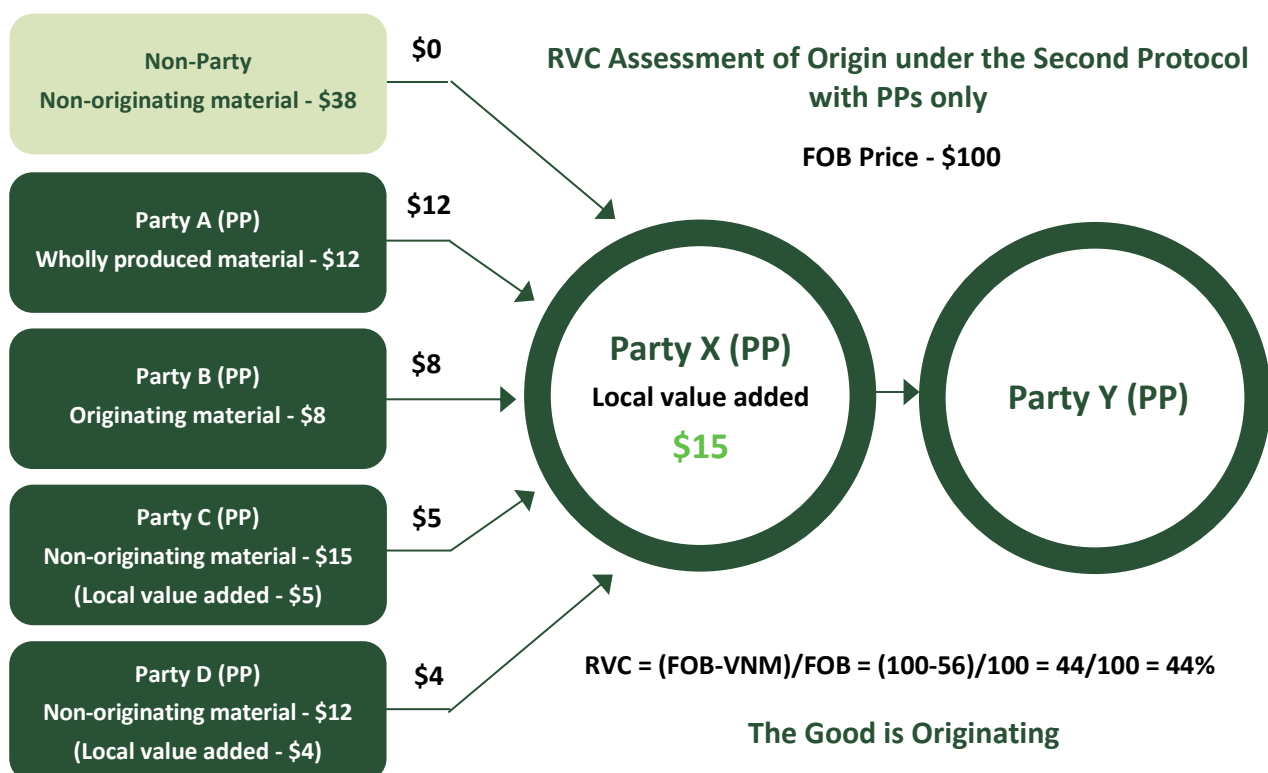 Non-Party
Non-originating material - $38
$0
RVC Assessment of Origin under the Second Protocol
with PPs only
FOB Price - $100
Party A (PP)
Wholly produced material - $12
$12
Party B (PP)
Originating material - $8
$8
Party C (PP)
Non-originating material - $15
(Local value added - $5)
$5
Party D (PP)
Non-originating material - $12
(Local value added - $4)
$4
Party X (PP)
Local value added
$15
Party Y (PP)
RVC = (FOB-VNM)/FOB = (100-56)/100 = 44/100 = 44%
The Good is Originating